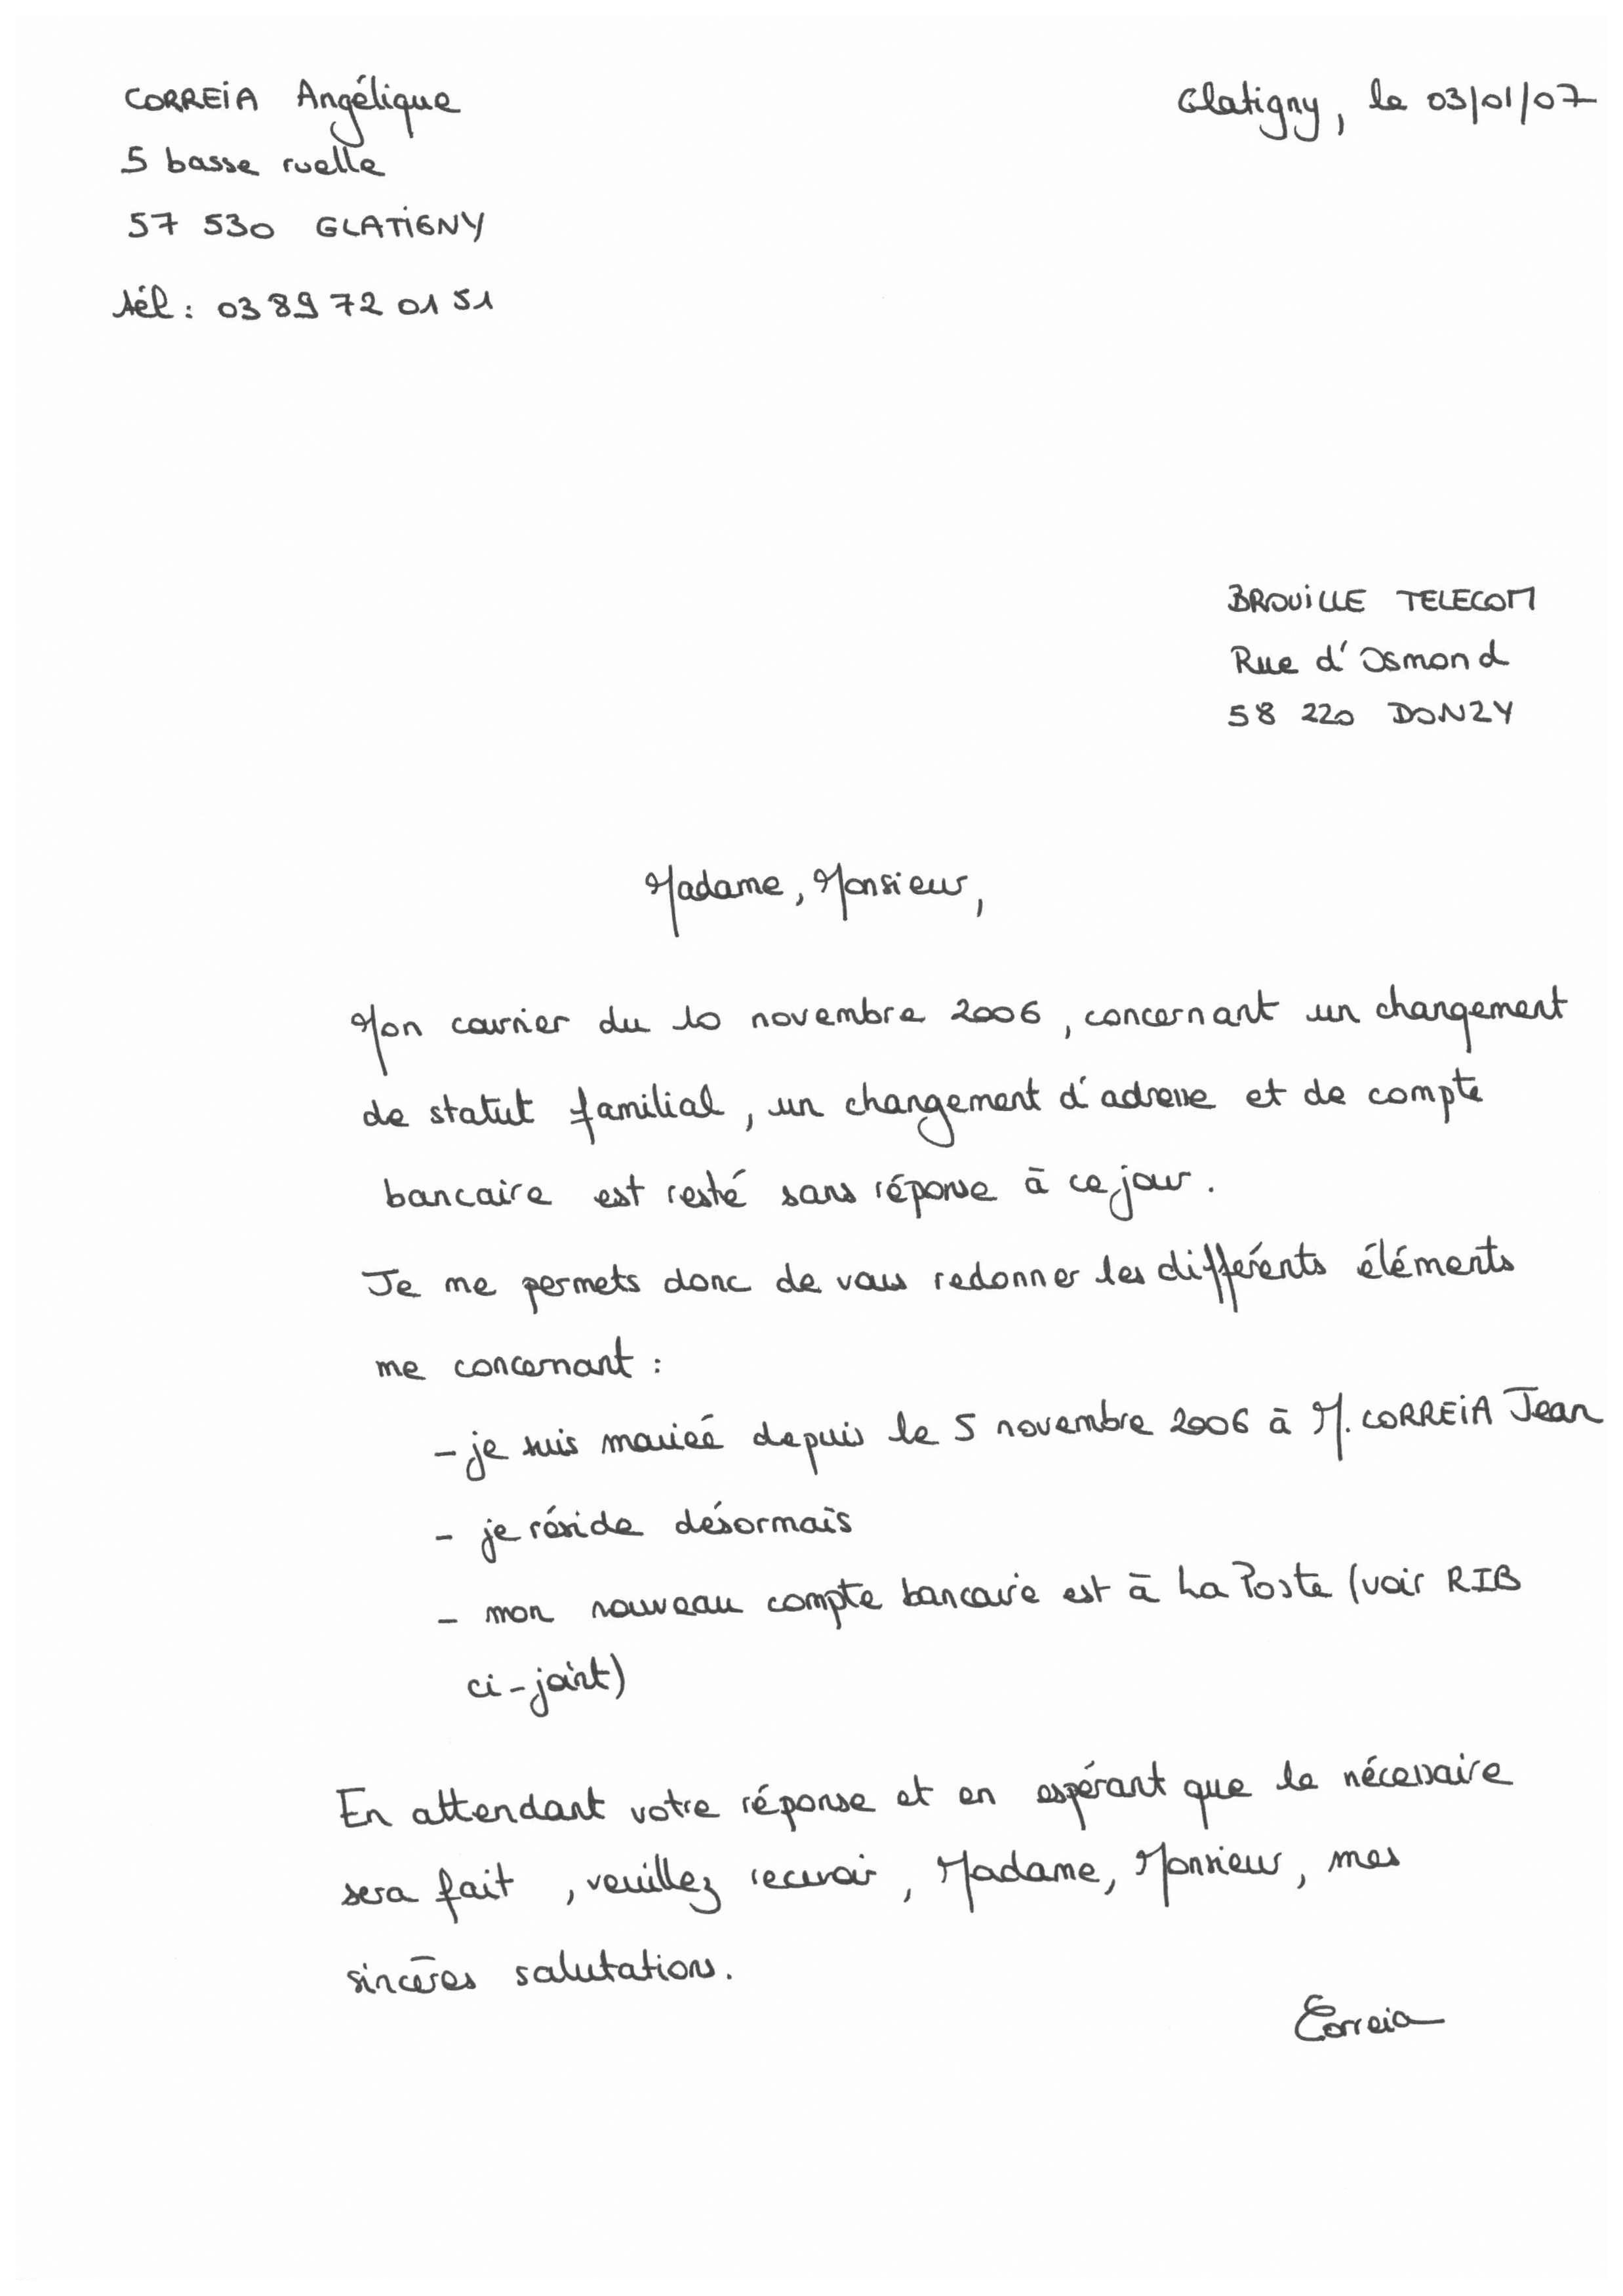 CORREIA Angélique
5 basse ruelle
57 530 GLATIGNY
tél : 03 89 72 01 51
Glatigny, le 03/01/07
BROUILLE TELECOM
Rue d'Osmond
58 220 DONZY
Madame, Monsieur,
Mon courrier du 10 novembre 2006, concernant un changement
de statut familial, un changement d'adresse et de compte
bancaire est resté sans réponse à ce jour.
Je me permets donc de vous redonner les différents éléments
me concernant :
- je suis mariée depuis le 5 novembre 2006 à M. CORREIA Jean
- je réside désormais
- mon nouveau compte bancaire est à La Poste (voir RIB
ci-joint)
En attendant votre réponse et en espérant que le nécessaire
sera fait, veuillez recevoir, Madame, Monsieur, mes
sincères salutations.
Correia